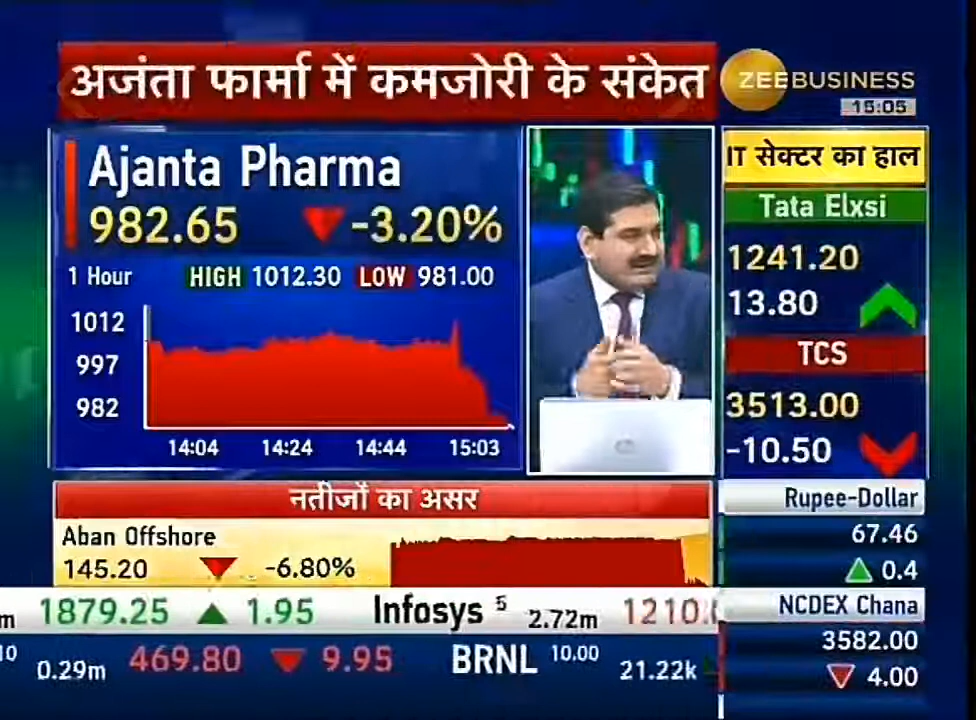 अजंता फार्मा में कमजोरी के संकेत
ZEEBUSINESS
15:05
Ajanta Pharma
982.65 -3.20%
1 Hour HIGH 1012.30 LOW 981.00
1012
997
982
14:04 14:24 14:44 15:03
IT सेक्टर का हाल
Tata Elxsi
1241.20
13.80
TCS
3513.00
-10.50
नतीजों का असर
Aban Offshore
145.20 -6.80%
Rupee-Dollar
67.46
0.4
NCDEX Chana
3582.00
4.00
m 1879.25 1.95 Infosys 5 2.72m 1210.
10 0.29m 469.80 9.95 BRNL 10.00 21.22k